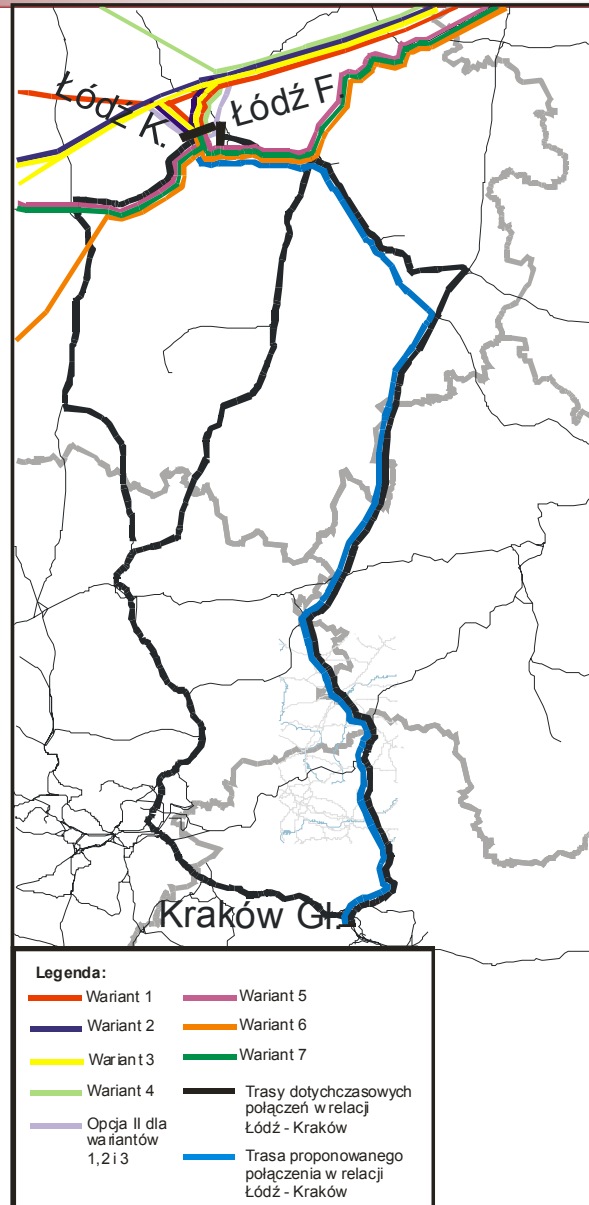 Łódź K.
Łódź F.
Kraków Gł.
Legenda:
Wariant 1
Wariant 2
Wariant 3
Wariant 4
Opcja II dla
wariantów
1,2 i 3
Wariant 5
Wariant 6
Wariant 7
Trasy dotychczasowych
połączeń w relacji
Łódź - Kraków
Trasa proponowanego
połączenia w relacji
Łódź - Kraków